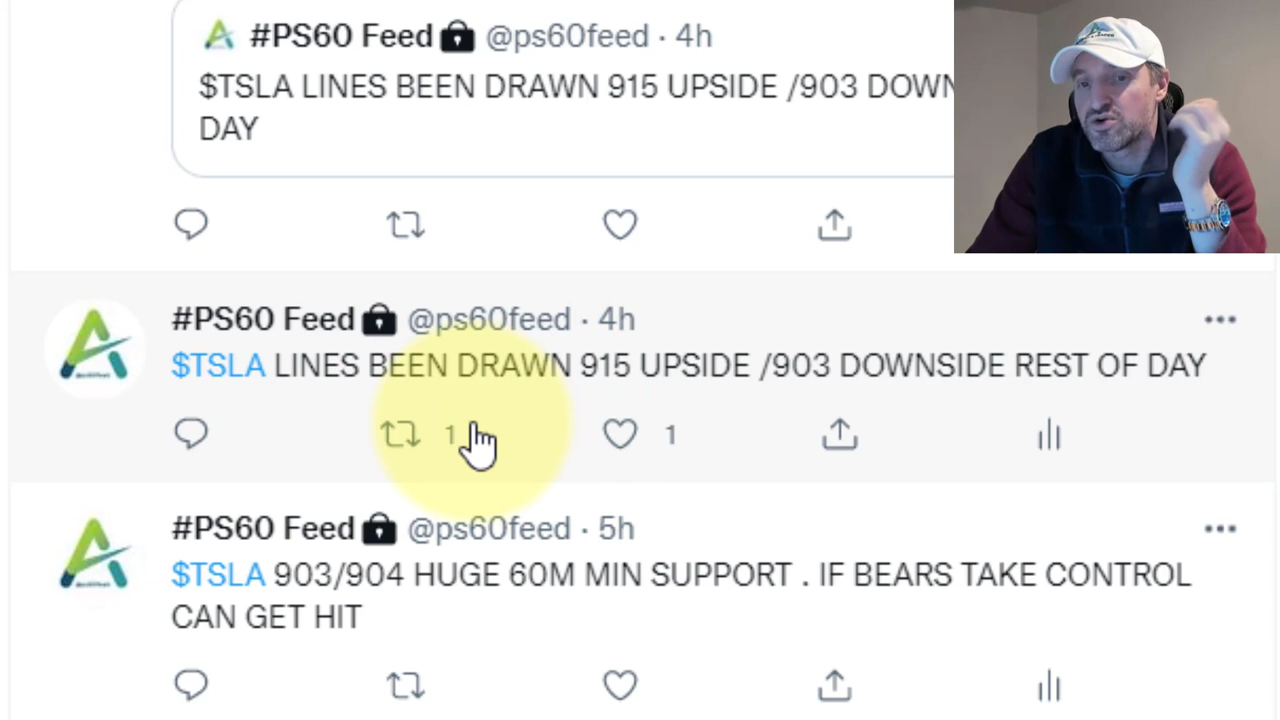 #PS60 Feed @ps60feed · 4h
$TSLA LINES BEEN DRAWN 915 UPSIDE /903 DOWN
DAY
#PS60 Feed @ps60feed · 4h
$TSLA LINES BEEN DRAWN 915 UPSIDE /903 DOWNSIDE REST OF DAY
1 1
#PS60 Feed @ps60feed · 5h
$TSLA 903/904 HUGE 60M MIN SUPPORT . IF BEARS TAKE CONTROL
CAN GET HIT